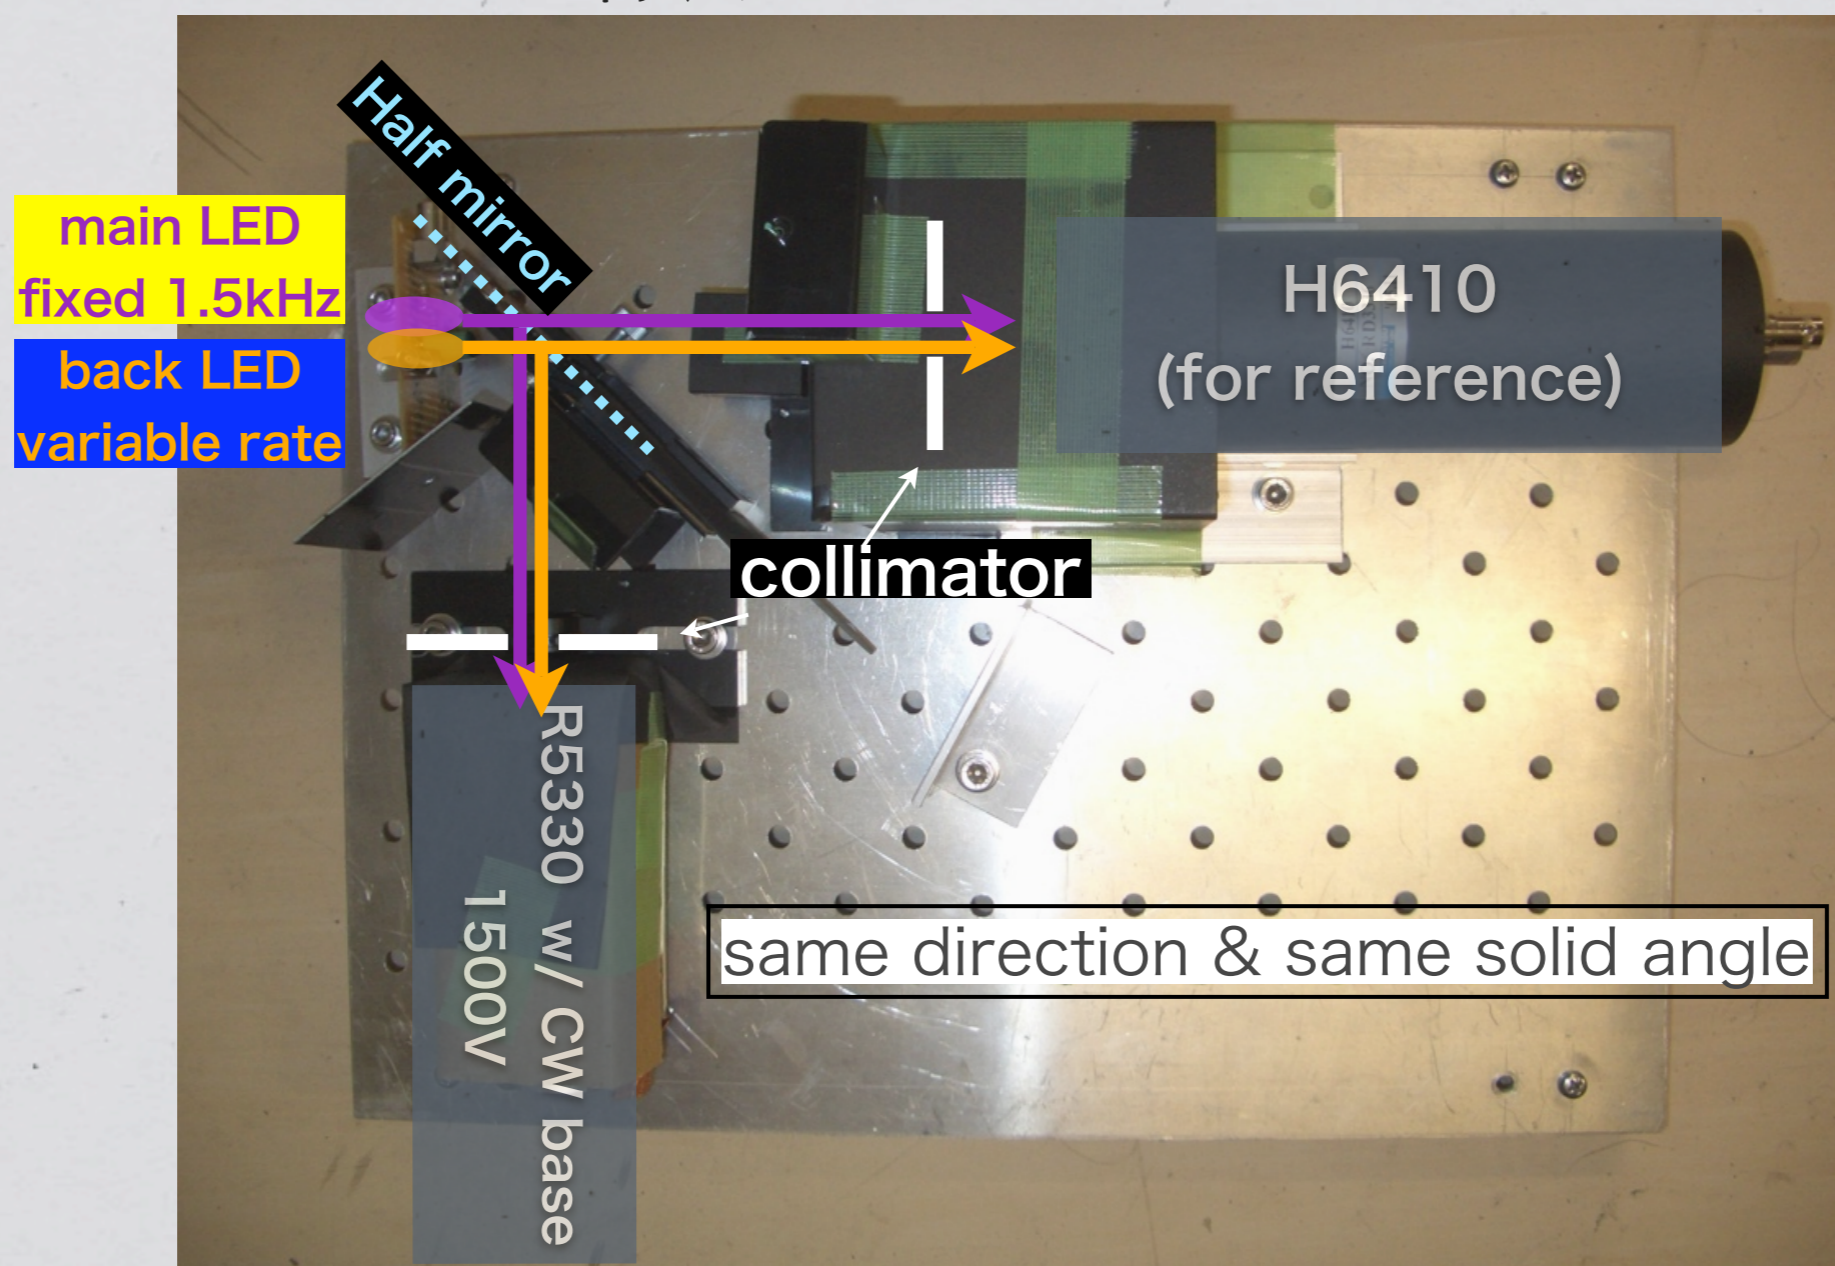 Half mirror
main LED
fixed 1.5kHz
back LED
variable rate
H6410
(for reference)
collimator
R5330 w/ CW base
1500V
same direction & same solid angle